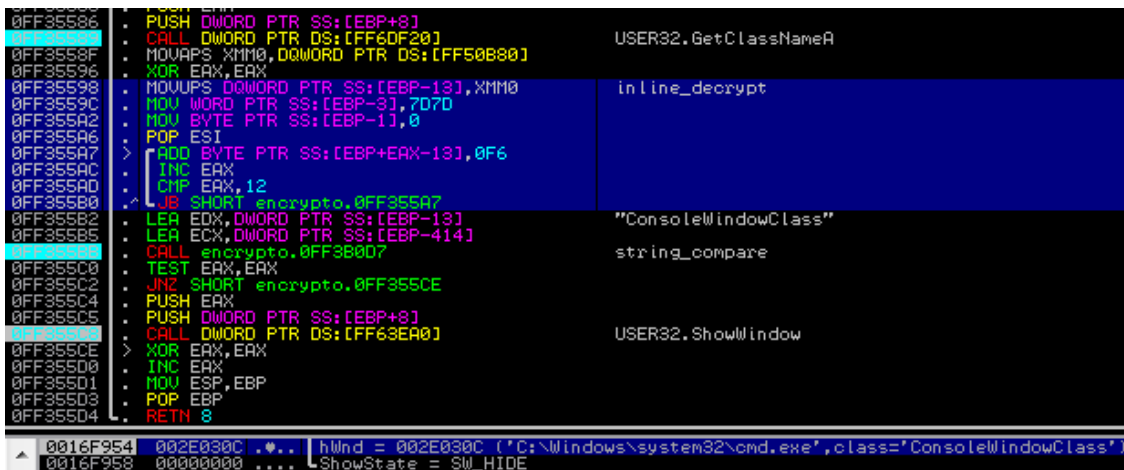 0FF35586 . PUSH DWORD PTR SS:[EBP+8]
0FF35589 . CALL DWORD PTR DS:[FF6DF20] USER32.GetClassNameA
0FF3558F . MOVAPS XMM0,DQWORD PTR DS:[FF50B80]
0FF35596 . XOR EAX,EAX
0FF35598 . MOVUPS DQWORD PTR SS:[EBP-13],XMM0 inline_decrypt
0FF3559C . MOV WORD PTR SS:[EBP-3],7D7D
0FF355A2 . MOV BYTE PTR SS:[EBP-1],0
0FF355A6 . POP ESI
0FF355A7 > ADD BYTE PTR SS:[EBP+EAX-13],0F6
0FF355AC . INC EAX
0FF355AD . CMP EAX,12
0FF355B0 .^ JB SHORT encrypto.0FF355A7
0FF355B2 . LEA EDX,DWORD PTR SS:[EBP-13] "ConsoleWindowClass"
0FF355B5 . LEA ECX,DWORD PTR SS:[EBP-414]
0FF355BB . CALL encrypto.0FF3B0D7 string_compare
0FF355C0 . TEST EAX,EAX
0FF355C2 . JNZ SHORT encrypto.0FF355CE
0FF355C4 . PUSH EAX
0FF355C5 . PUSH DWORD PTR SS:[EBP+8]
0FF355C8 . CALL DWORD PTR DS:[FF63EA0] USER32.ShowWindow
0FF355CE > XOR EAX,EAX
0FF355D0 . INC EAX
0FF355D1 . MOV ESP,EBP
0FF355D3 . POP EBP
0FF355D4 . RETN 8
0016F954 002E030C .♦.. hWnd = 002E030C ('C:\Windows\system32\cmd.exe',class='ConsoleWindowClass')
0016F958 00000000 .... ShowState = SW_HIDE